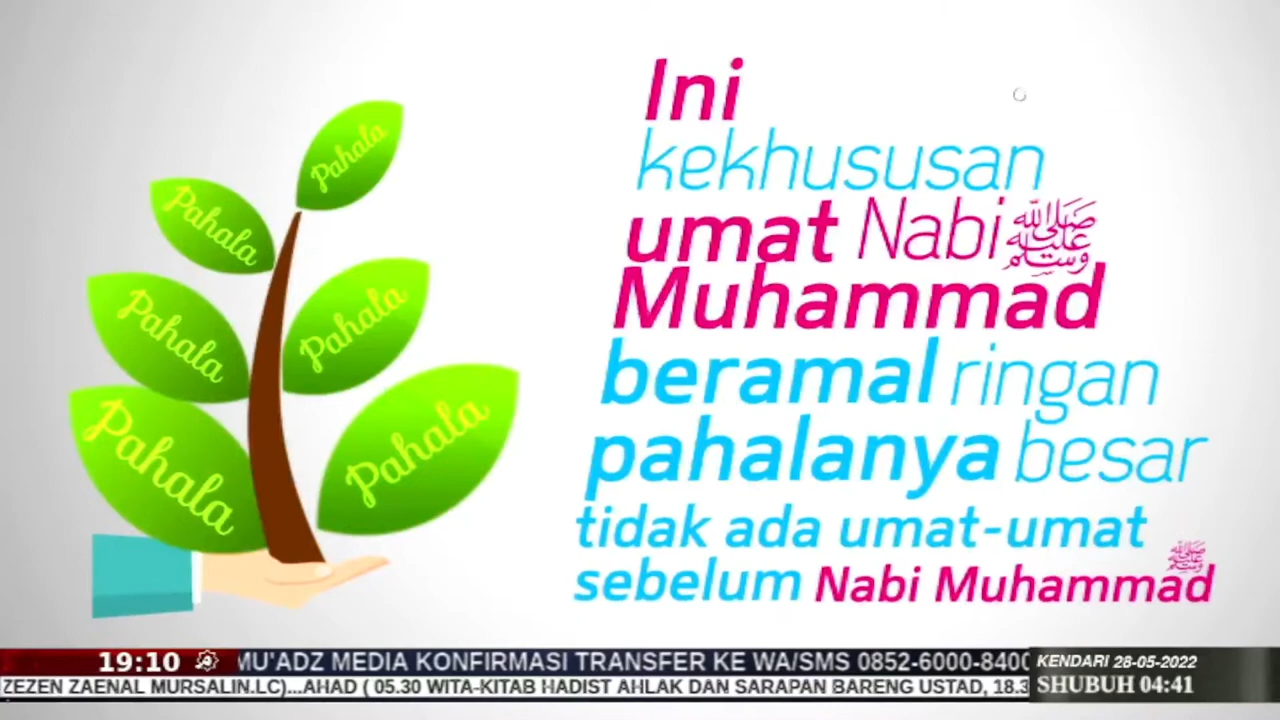 Ini
kekhususan
umat Nabi ﷺ
Muhammad
beramal ringan
pahalanya besar
tidak ada umat-umat
sebelum Nabi Muhammad ﷺ
Pahala
Pahala
Pahala
Pahala
Pahala
Pahala
19:10 MU'ADZ MEDIA KONFIRMASI TRANSFER KE WA/SMS 0852-6000-8400
KENDARI 28-05-2022
ZEZEN ZAENAL MURSALIN.LC)...AHAD ( 05.30 WITA-KITAB HADIST AHLAK DAN SARAPAN BARENG USTAD, 18.3
SHUBUH 04:41